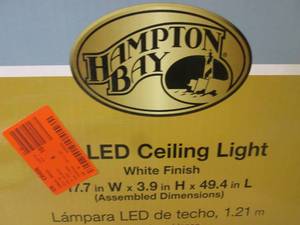 HAMPTON
BAY
LED Ceiling Light
White Finish
7.7 in W x 3.9 in H x 49.4 in L
(Assembled Dimensions)
Lámpara LED de techo, 1.21 m